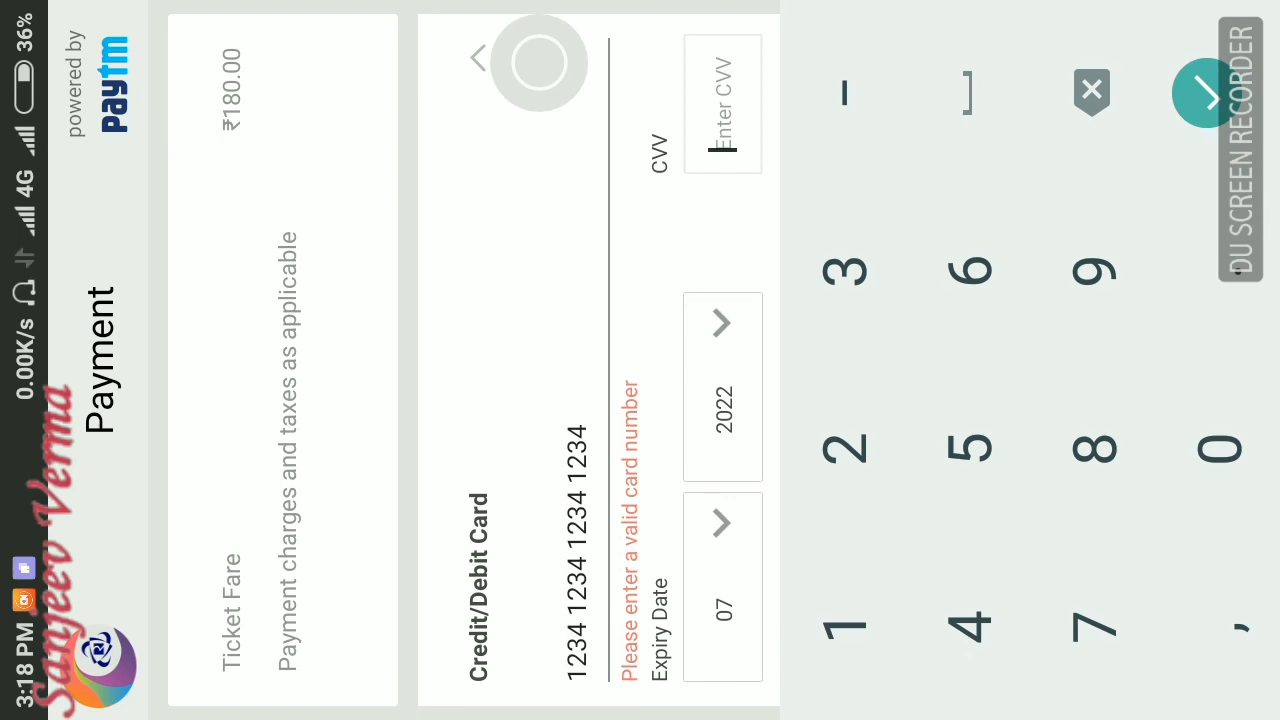 3:18 PM 0.00K/s 4G 36%
Sanjeev Verma
Payment
powered by
paytm
Ticket Fare ₹180.00
Payment charges and taxes as applicable
Credit/Debit Card
1234 1234 1234 1234
Please enter a valid card number
Expiry Date CVV
07 2022 Enter CVV
1 2 3 –
4 5 6
7 8 9
, 0 .
DU SCREEN RECORDER